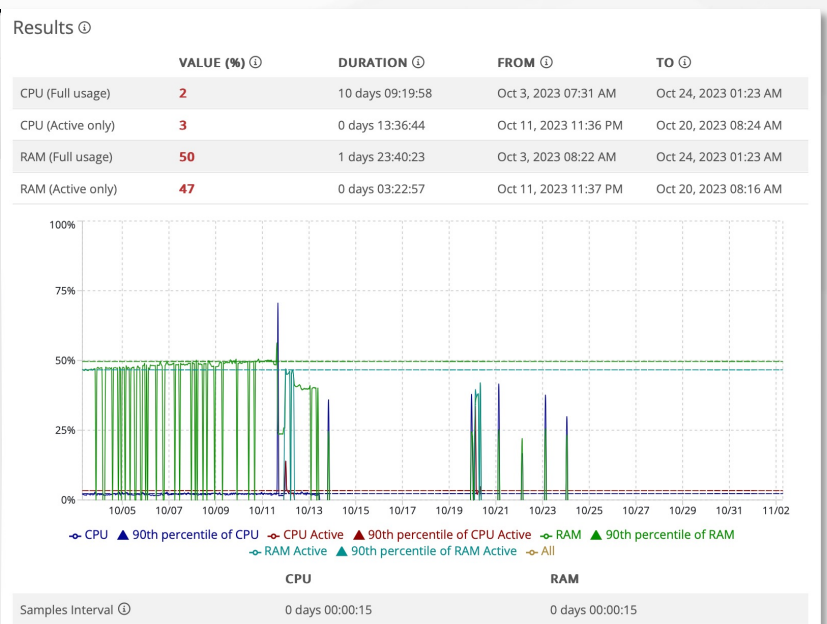 Results
VALUE (%) DURATION FROM TO
CPU (Full usage) 2 10 days 09:19:58 Oct 3, 2023 07:31 AM Oct 24, 2023 01:23 AM
CPU (Active only) 3 0 days 13:36:44 Oct 11, 2023 11:36 PM Oct 20, 2023 08:24 AM
RAM (Full usage) 50 1 days 23:40:23 Oct 3, 2023 08:22 AM Oct 24, 2023 01:23 AM
RAM (Active only) 47 0 days 03:22:57 Oct 11, 2023 11:37 PM Oct 20, 2023 08:16 AM
100%
75%
50%
25%
0%
10/05 10/07 10/09 10/11 10/13 10/15 10/17 10/19 10/21 10/23 10/25 10/27 10/29 10/31 11/02
CPU 90th percentile of CPU CPU Active 90th percentile of CPU Active RAM 90th percentile of RAM
RAM Active 90th percentile of RAM Active All
CPU RAM
Samples Interval 0 days 00:00:15 0 days 00:00:15